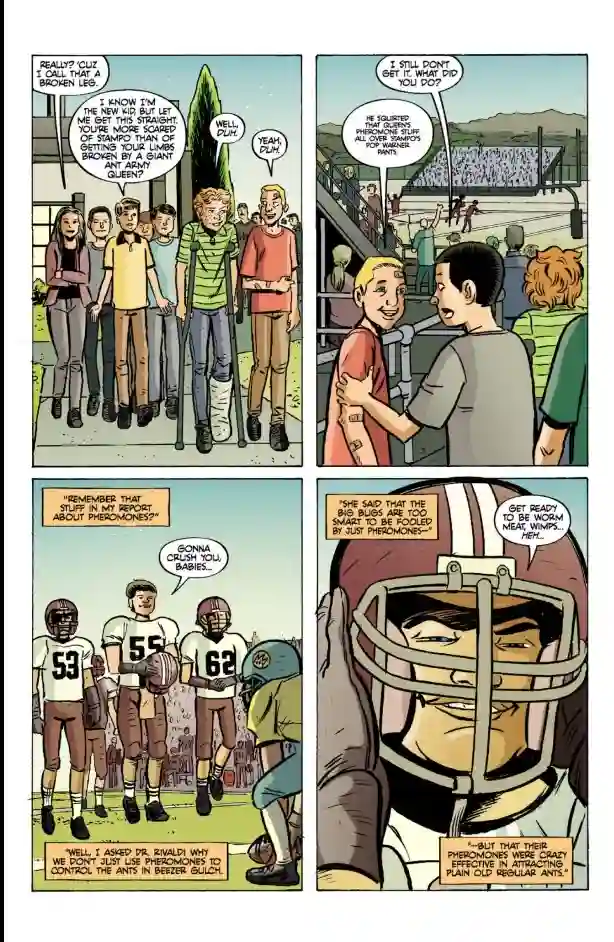 REALLY? 'CUZ
I CALL THAT A
BROKEN LEG.
I KNOW I'M
THE NEW KID, BUT LET
ME GET THIS STRAIGHT.
YOU'RE MORE SCARED
OF STAMPO THAN OF
GETTING YOUR LIMBS
BROKEN BY A GIANT
ANT ARMY
QUEEN?
WELL,
DUH.
YEAH,
DUH.
I STILL DON'T
GET IT. WHAT DID
YOU DO?
HE SQUIRTED
THAT QUEEN'S
PHEROMONE STUFF
ALL OVER STAMPO'S
POP WARNER
PANTS.
"REMEMBER THAT
STUFF IN MY REPORT
ABOUT PHEROMONES?"
GONNA
CRUSH YOU,
BABIES...
53
55
62
"WELL, I ASKED DR. RIVALDI WHY
WE DON'T JUST USE PHEROMONES TO
CONTROL THE ANTS IN BEEZER GULCH.
"SHE SAID THAT THE
BIG BUGS ARE TOO
SMART TO BE FOOLED
BY JUST PHEROMONES—"
GET READY
TO BE WORM
MEAT, WIMPS...
HEH...
"—BUT THAT THEIR
PHEROMONES WERE CRAZY
EFFECTIVE IN ATTRACTING
PLAIN OLD REGULAR ANTS."